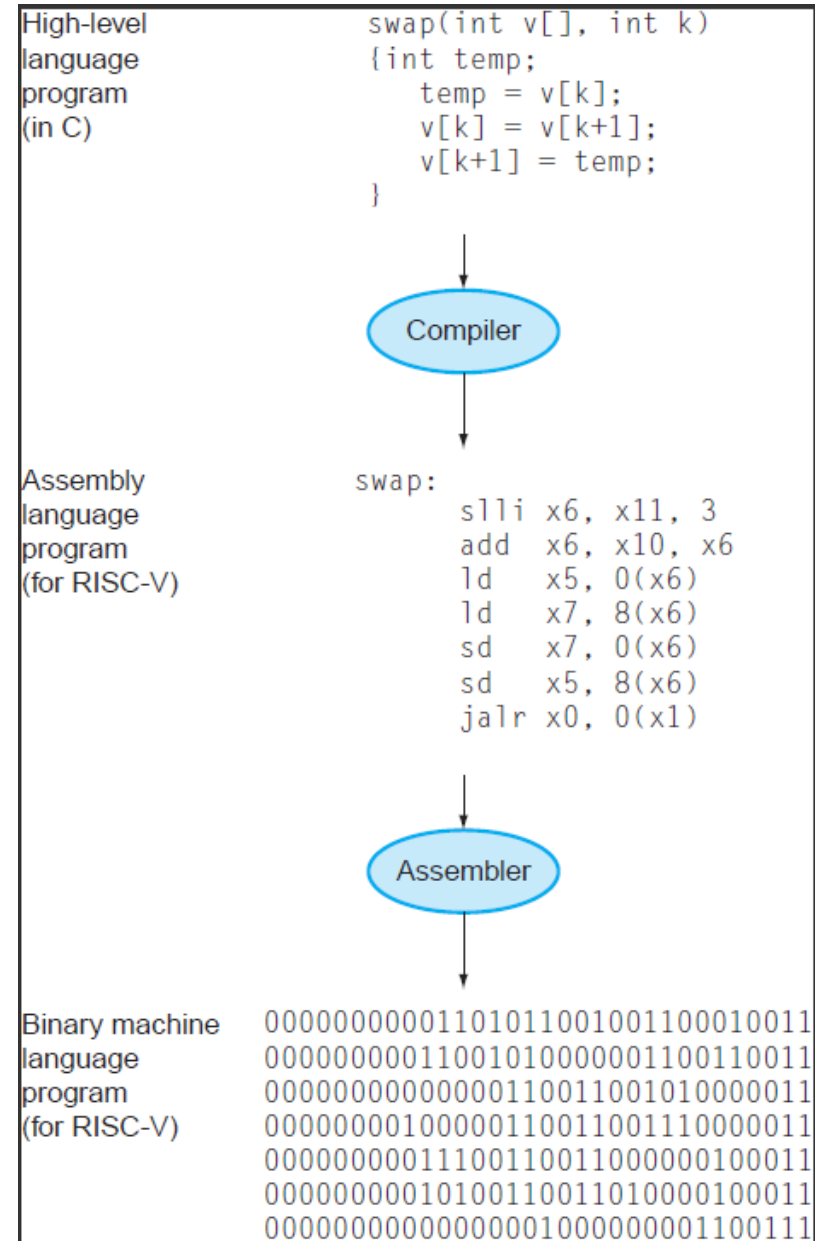 High-level swap(int v[], int k)
language {int temp;
program temp = v[k];
(in C) v[k] = v[k+1];
v[k+1] = temp;
}
Compiler
Assembly swap:
language slli x6, x11, 3
program add x6, x10, x6
(for RISC-V) ld x5, 0(x6)
ld x7, 8(x6)
sd x7, 0(x6)
sd x5, 8(x6)
jalr x0, 0(x1)
Assembler
Binary machine 00000000001101011001001100010011
language 00000000011001010000001100110011
program 00000000000000110011001010000011
(for RISC-V) 00000000100000110011001110000011
00000000011100110011000000100011
00000000010100110011010000100011
00000000000000001000000001100111